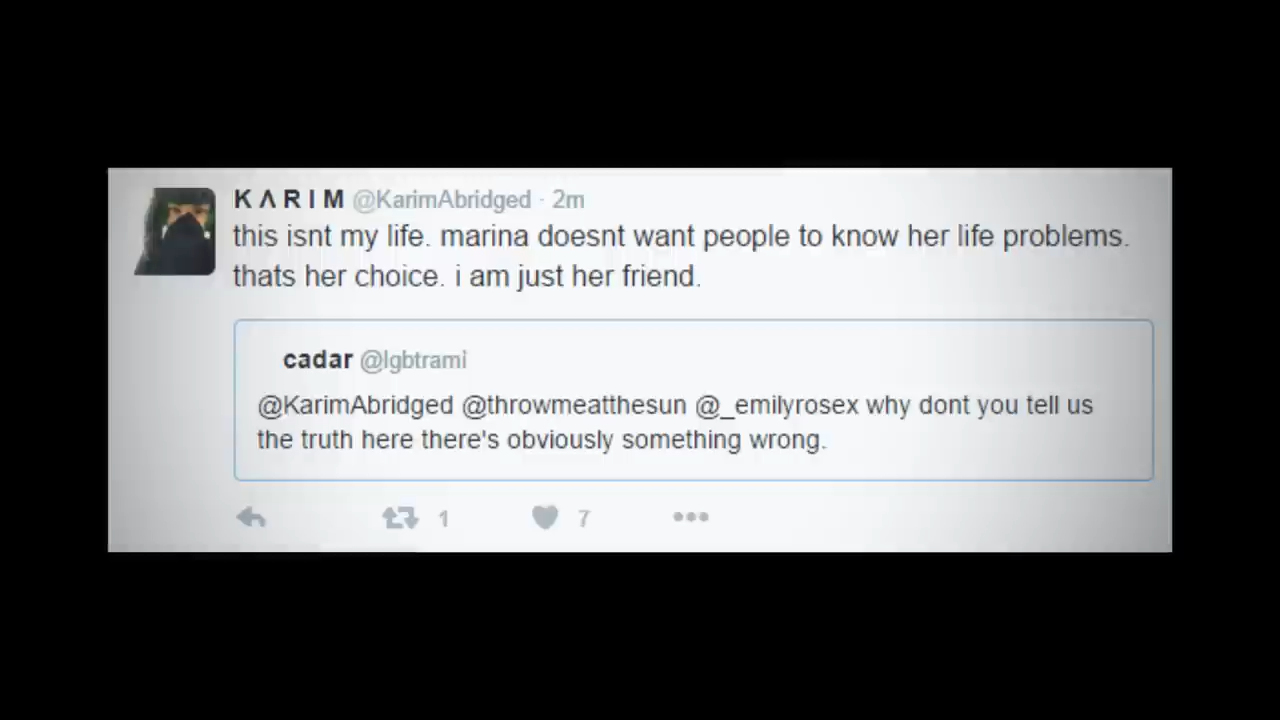 K Λ R I M @KarimAbridged · 2m
this isnt my life. marina doesnt want people to know her life problems.
thats her choice. i am just her friend.
cadar @lgbtrami
@KarimAbridged @throwmeatthesun @_emilyrosex why dont you tell us
the truth here there's obviously something wrong.
1 7